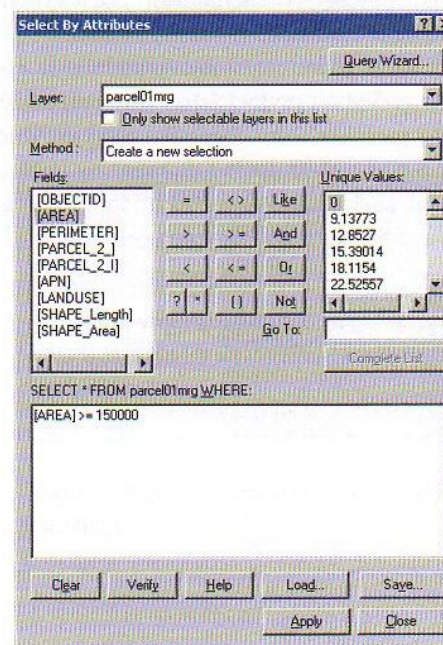 Select By Attributes
Query Wizard...
Layer: parcel01mrg
Only show selectable layers in this list
Method: Create a new selection
Fields: Unique Values:
[OBJECTID] = <> Like 0
[AREA] 9.13773
[PERIMETER] > >= And 12.8527
[PARCEL_2_] 15.39014
[PARCEL_2_I] < <= Or 18.1154
[APN] 22.52557
[LANDUSE] ? * () Not
[SHAPE_Length] Go To:
[SHAPE_Area]
Complete List
SELECT * FROM parcel01mrg WHERE:
[AREA] >= 150000
Clear Verify Help Load... Save...
Apply Close